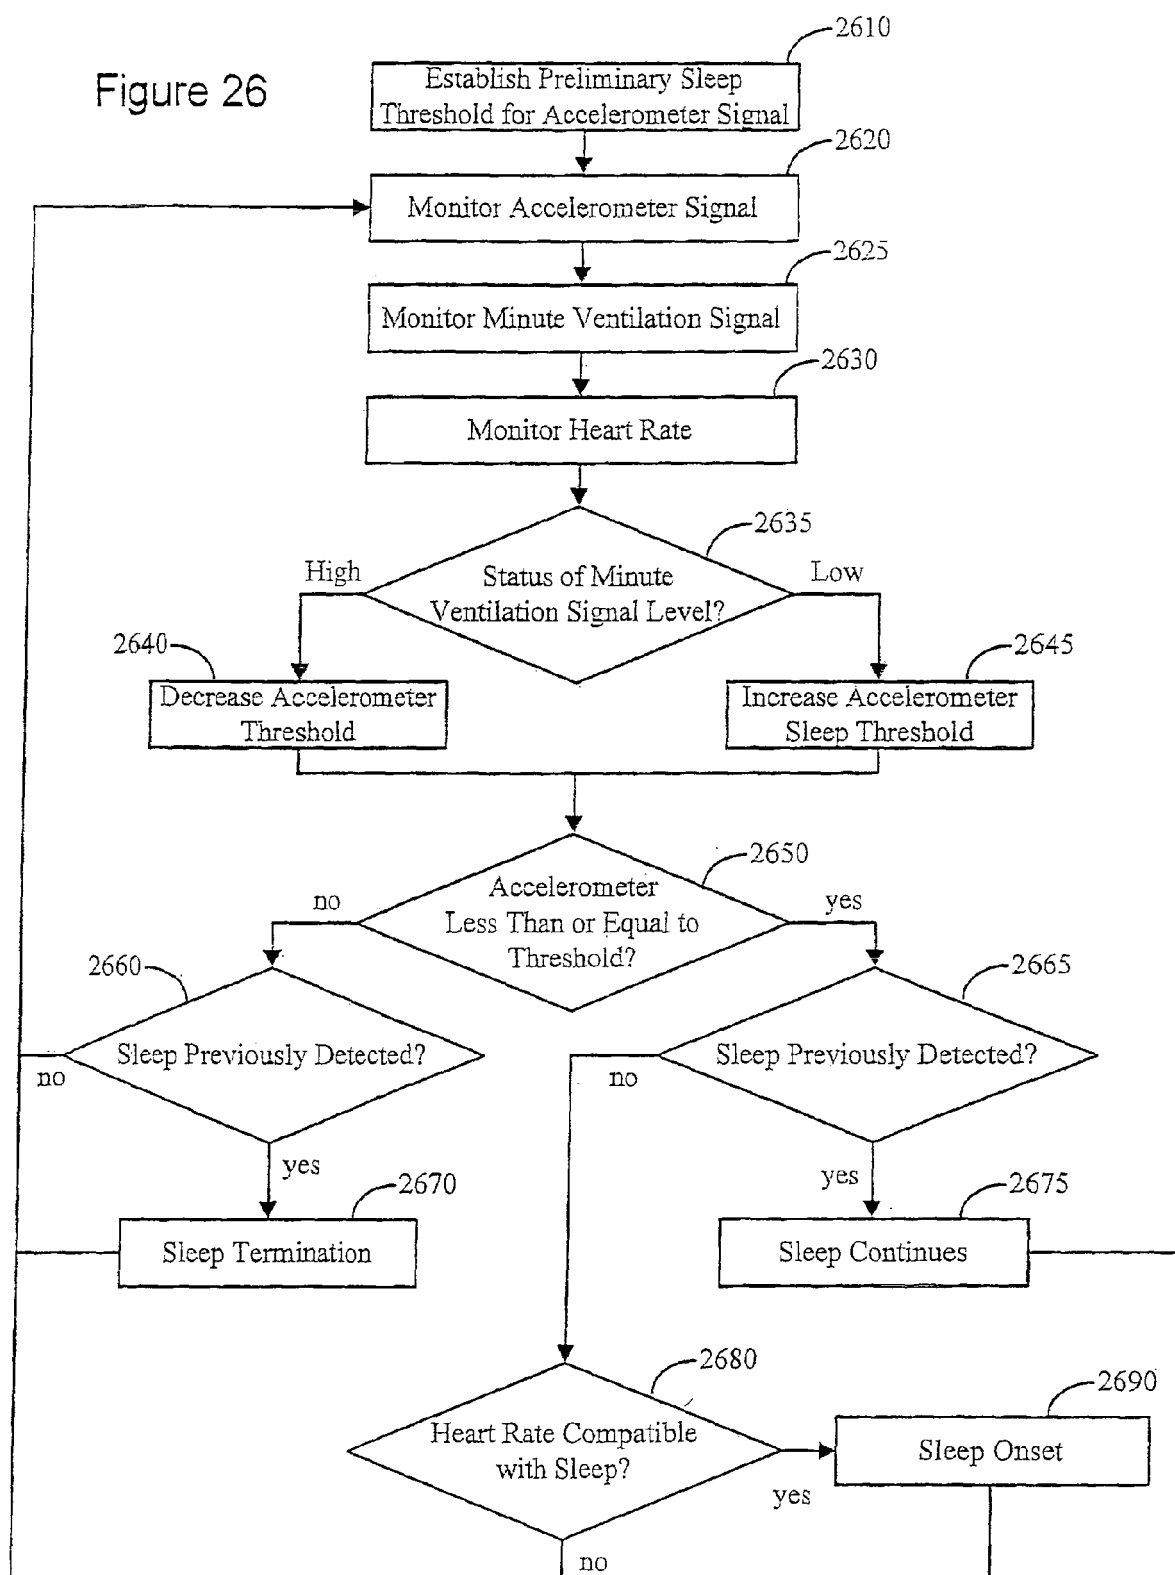 Figure 26
2610
Establish Preliminary Sleep
Threshold for Accelerometer Signal
2620
Monitor Accelerometer Signal
2625
Monitor Minute Ventilation Signal
2630
Monitor Heart Rate
2635
High
Status of Minute
Ventilation Signal Level?
Low
2640
Decrease Accelerometer
Threshold
2645
Increase Accelerometer
Sleep Threshold
2650
no
Accelerometer
Less Than or Equal to
Threshold?
yes
2660
Sleep Previously Detected?
no
2665
Sleep Previously Detected?
no
yes
2670
Sleep Termination
yes
2675
Sleep Continues
2680
Heart Rate Compatible
with Sleep?
yes
2690
Sleep Onset
no